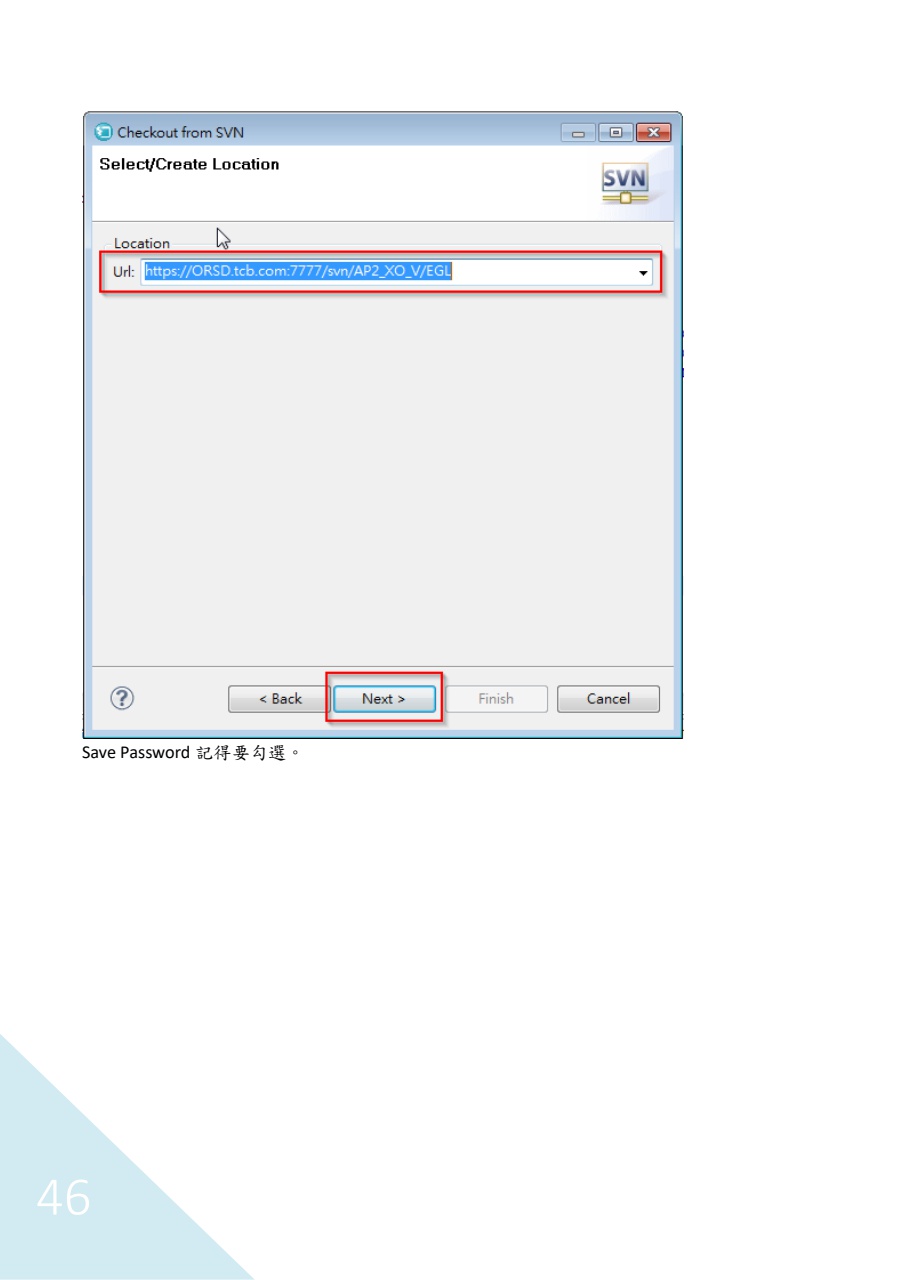 Checkout from SVN
Select/Create Location
SVN
Location
Url: https://ORSD.tcb.com:7777/svn/AP2_XO_V/EGL
? < Back Next > Finish Cancel
Save Password 記得要勾選。
46